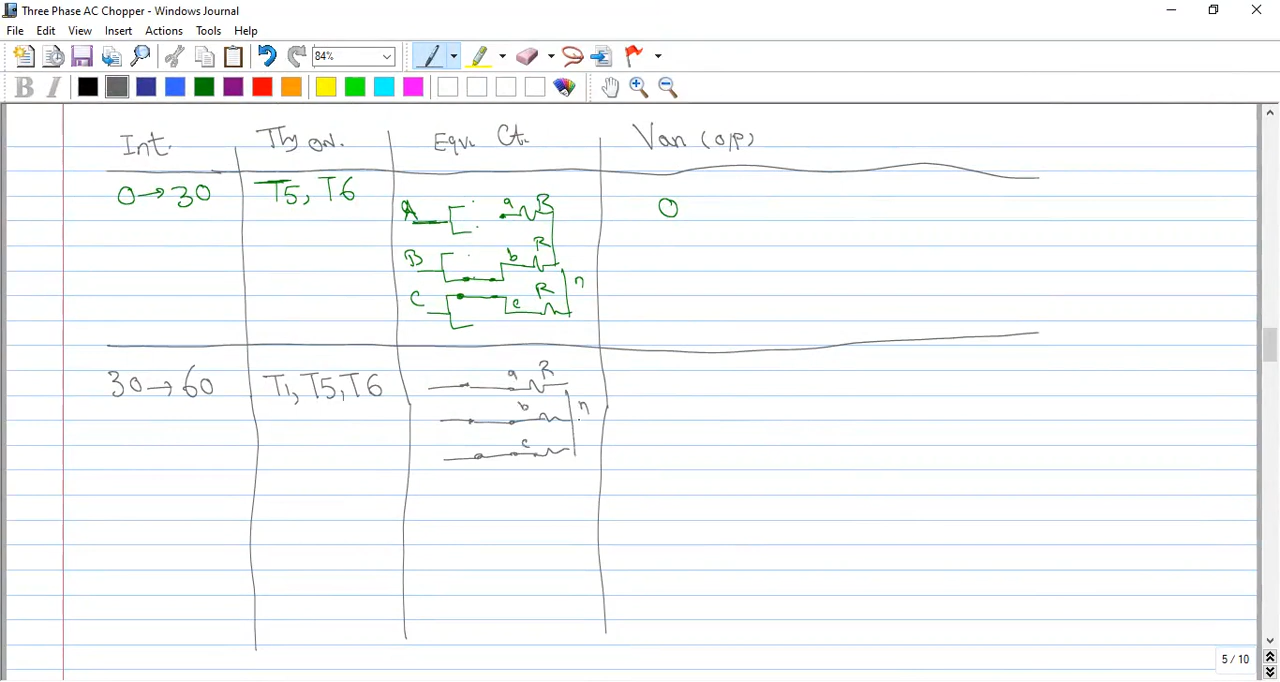 Three Phase AC Chopper - Windows Journal
File Edit View Insert Actions Tools Help
84%
B I
Int. Thy on. Equ. Ct. Van (o/p)
0→30 T5, T6 0
A a R
B b R
n
C c R
30→60 T1, T5, T6
a R
b n
c
5 / 10